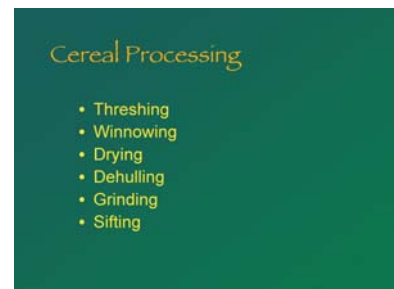 Cereal Processing
• Threshing
• Winnowing
• Drying
• Dehulling
• Grinding
• Sifting